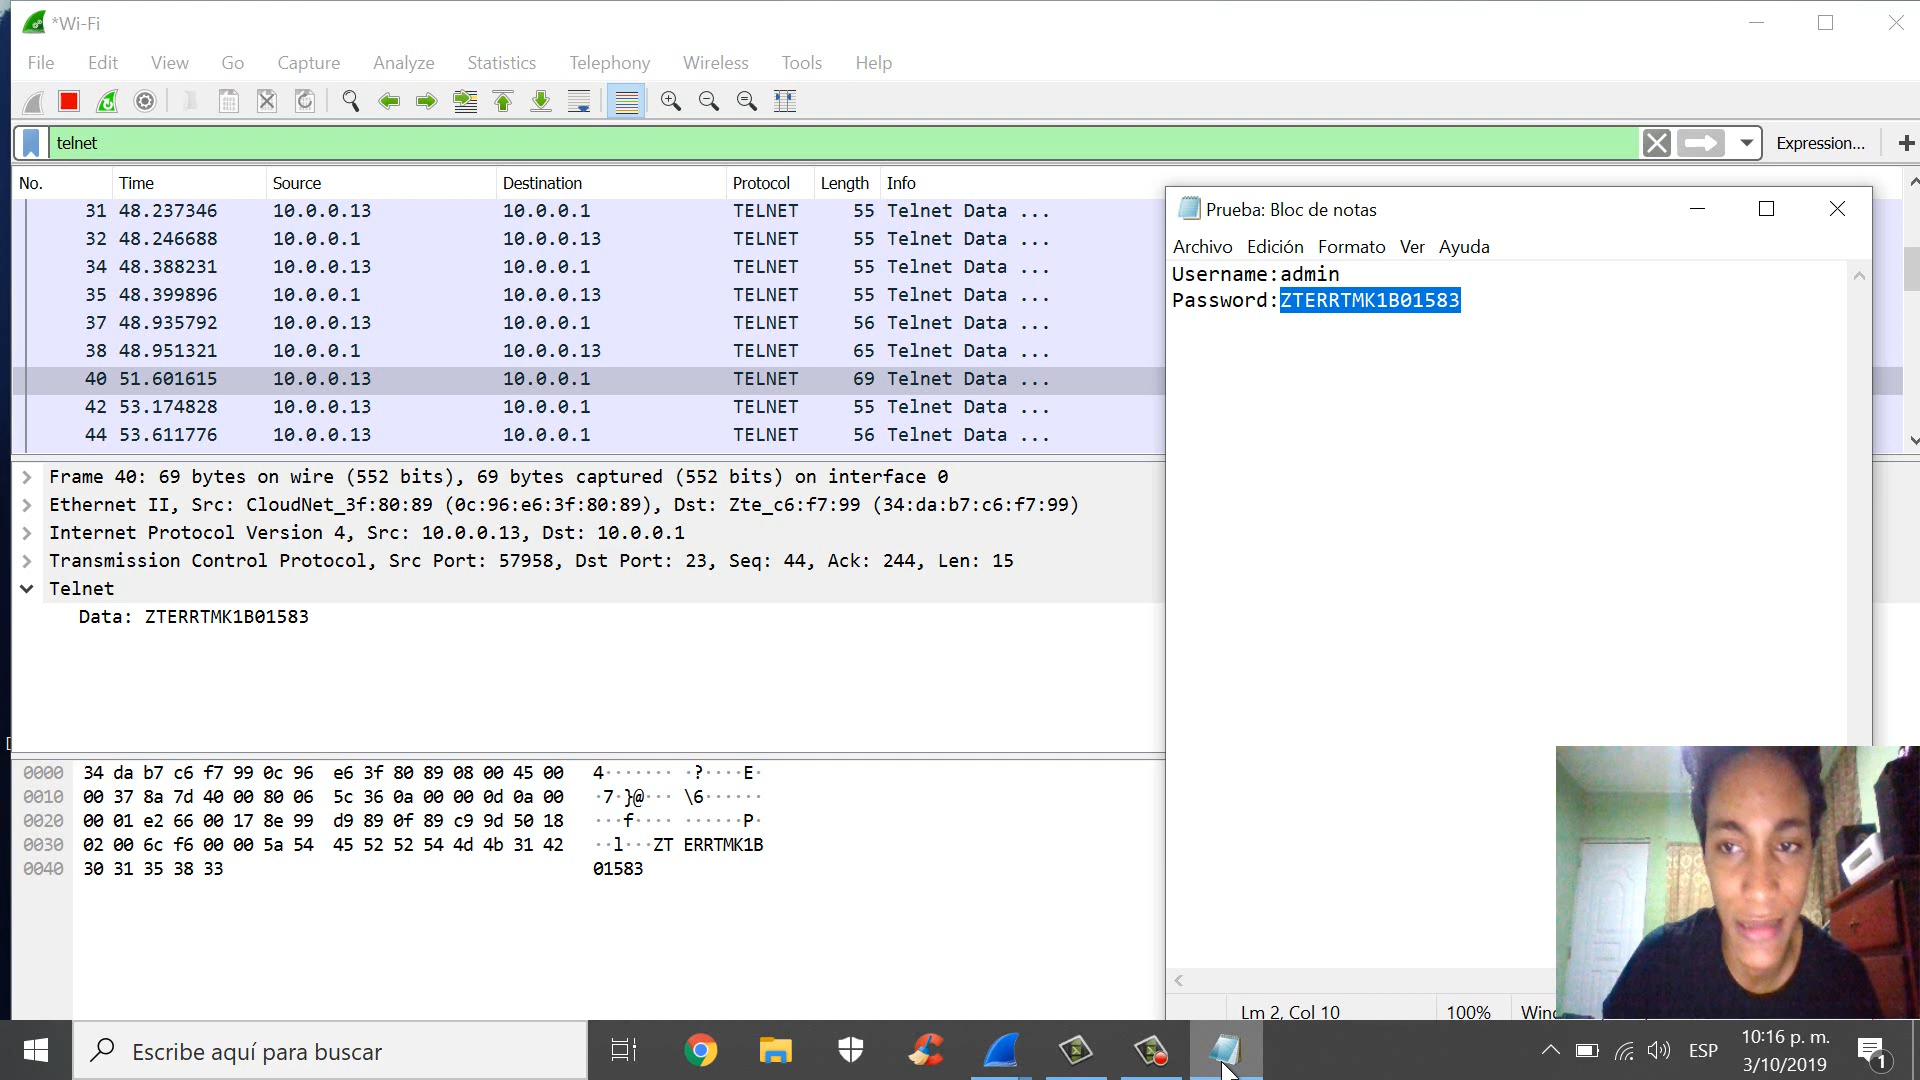 *Wi-Fi
File Edit View Go Capture Analyze Statistics Telephony Wireless Tools Help
telnet
Expression...
No. Time Source Destination Protocol Length Info
31 48.237346 10.0.0.13 10.0.0.1 TELNET 55 Telnet Data ...
32 48.246688 10.0.0.1 10.0.0.13 TELNET 55 Telnet Data ...
34 48.388231 10.0.0.13 10.0.0.1 TELNET 55 Telnet Data ...
35 48.399896 10.0.0.1 10.0.0.13 TELNET 55 Telnet Data ...
37 48.935792 10.0.0.13 10.0.0.1 TELNET 56 Telnet Data ...
38 48.951321 10.0.0.1 10.0.0.13 TELNET 65 Telnet Data ...
40 51.601615 10.0.0.13 10.0.0.1 TELNET 69 Telnet Data ...
42 53.174828 10.0.0.13 10.0.0.1 TELNET 55 Telnet Data ...
44 53.611776 10.0.0.13 10.0.0.1 TELNET 56 Telnet Data ...
Frame 40: 69 bytes on wire (552 bits), 69 bytes captured (552 bits) on interface 0
Ethernet II, Src: CloudNet_3f:80:89 (0c:96:e6:3f:80:89), Dst: Zte_c6:f7:99 (34:da:b7:c6:f7:99)
Internet Protocol Version 4, Src: 10.0.0.13, Dst: 10.0.0.1
Transmission Control Protocol, Src Port: 57958, Dst Port: 23, Seq: 44, Ack: 244, Len: 15
Telnet
Data: ZTERRTMK1B01583
0000 34 da b7 c6 f7 99 0c 96 e6 3f 80 89 08 00 45 00 4······· ·?····E·
0010 00 37 8a 7d 40 00 80 06 5c 36 0a 00 00 0d 0a 00 ·7·}@··· \6······
0020 00 01 e2 66 00 17 8e 99 d9 89 0f 89 c9 9d 50 18 ···f···· ······P·
0030 02 00 6c f6 00 00 5a 54 45 52 52 54 4d 4b 31 42 ··l···ZT ERRTMK1B
0040 30 31 35 38 33 01583
Prueba: Bloc de notas
Archivo Edición Formato Ver Ayuda
Username:admin
Password:ZTERRTMK1B01583
Lm 2, Col 10 100% Wind
Escribe aquí para buscar
ESP
10:16 p. m.
3/10/2019
1